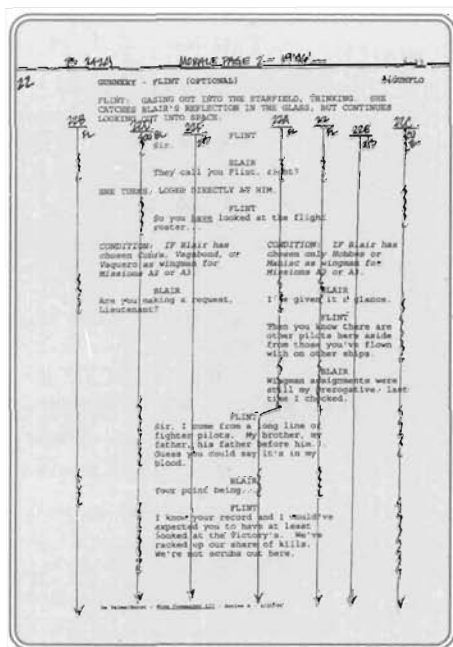 MORALE PAGE
22
GUNNERY - FLINT (OPTIONAL)
FLINT: GAZING OUT INTO THE STARFIELD, THINKING. SHE
CATCHES BLAIR'S REFLECTION IN THE GLASS, BUT CONTINUES
LOOKING OUT INTO SPACE.
22A 22
FLINT
Sir.
BLAIR
They call you Flint, right?
SHE TURNS, LOOKS DIRECTLY AT HIM.
FLINT
So you have looked at the flight
roster...
CONDITION: IF Blair has
chosen Cobra, Vagabond, or
Vaquero as wingman for
Missions A2 or A3.
BLAIR
Are you making a request,
Lieutenant?
CONDITION: IF Blair has
chosen only Hobbes or
Maniac as wingman for
Missions A2 or A3.
BLAIR
I've given it a glance.
FLINT
Then you know there are
other pilots here aside
from those you've flown
with on other ships.
BLAIR
Wingman assignments were
still my prerogative, last
time I checked.
FLINT
Sir, I come from a long line of
fighter pilots. My brother, my
father, his father before him.
Guess you could say it's in my
blood.
BLAIR
Your point being...
FLINT
I know your record and I would've
expected you to have at least
looked at the Victory's. We've
racked up our share of kills.
We're not scrubs out here.
Wing Commander III